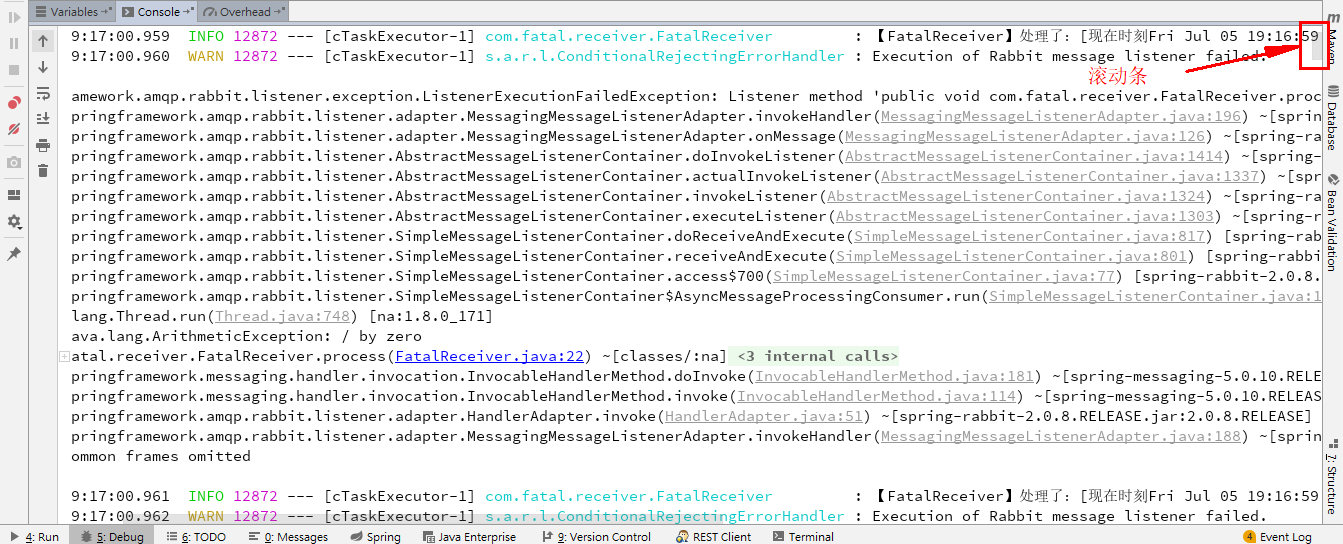 Variables Console Overhead
9:17:00.959 INFO 12872 --- [cTaskExecutor-1] com.fatal.receiver.FatalReceiver : 【FatalReceiver】处理了：[现在时刻Fri Jul 05 19:16:59
9:17:00.960 WARN 12872 --- [cTaskExecutor-1] s.a.r.l.ConditionalRejectingErrorHandler : Execution of Rabbit message listener failed.
滚动条
amework.amqp.rabbit.listener.exception.ListenerExecutionFailedException: Listener method 'public void com.fatal.receiver.FatalReceiver.proc
pringframework.amqp.rabbit.listener.adapter.MessagingMessageListenerAdapter.invokeHandler(MessagingMessageListenerAdapter.java:196) ~[spring
pringframework.amqp.rabbit.listener.adapter.MessagingMessageListenerAdapter.onMessage(MessagingMessageListenerAdapter.java:126) ~[spring-ra
pringframework.amqp.rabbit.listener.AbstractMessageListenerContainer.doInvokeListener(AbstractMessageListenerContainer.java:1414) ~[spring-
pringframework.amqp.rabbit.listener.AbstractMessageListenerContainer.actualInvokeListener(AbstractMessageListenerContainer.java:1337) ~[spr
pringframework.amqp.rabbit.listener.AbstractMessageListenerContainer.invokeListener(AbstractMessageListenerContainer.java:1324) ~[spring-ra
pringframework.amqp.rabbit.listener.AbstractMessageListenerContainer.executeListener(AbstractMessageListenerContainer.java:1303) ~[spring-r
pringframework.amqp.rabbit.listener.SimpleMessageListenerContainer.doReceiveAndExecute(SimpleMessageListenerContainer.java:817) [spring-rab
pringframework.amqp.rabbit.listener.SimpleMessageListenerContainer.receiveAndExecute(SimpleMessageListenerContainer.java:801) [spring-rabbit
pringframework.amqp.rabbit.listener.SimpleMessageListenerContainer.access$700(SimpleMessageListenerContainer.java:77) [spring-rabbit-2.0.8.
pringframework.amqp.rabbit.listener.SimpleMessageListenerContainer$AsyncMessageProcessingConsumer.run(SimpleMessageListenerContainer.java:1
lang.Thread.run(Thread.java:748) [na:1.8.0_171]
ava.lang.ArithmeticException: / by zero
atal.receiver.FatalReceiver.process(FatalReceiver.java:22) ~[classes/:na] <3 internal calls>
pringframework.messaging.handler.invocation.InvocableHandlerMethod.doInvoke(InvocableHandlerMethod.java:181) ~[spring-messaging-5.0.10.RELE
pringframework.messaging.handler.invocation.InvocableHandlerMethod.invoke(InvocableHandlerMethod.java:114) ~[spring-messaging-5.0.10.RELEAS
pringframework.amqp.rabbit.listener.adapter.HandlerAdapter.invoke(HandlerAdapter.java:51) ~[spring-rabbit-2.0.8.RELEASE.jar:2.0.8.RELEASE]
pringframework.amqp.rabbit.listener.adapter.MessagingMessageListenerAdapter.invokeHandler(MessagingMessageListenerAdapter.java:188) ~[spring
ommon frames omitted
9:17:00.961 INFO 12872 --- [cTaskExecutor-1] com.fatal.receiver.FatalReceiver : 【FatalReceiver】处理了：[现在时刻Fri Jul 05 19:16:59
9:17:00.962 WARN 12872 --- [cTaskExecutor-1] s.a.r.l.ConditionalRejectingErrorHandler : Execution of Rabbit message listener failed.
Maven
Database
Bean Validation
7: Structure
4: Run 5: Debug 6: TODO 0: Messages Spring Java Enterprise 9: Version Control REST Client Terminal 4 Event Log